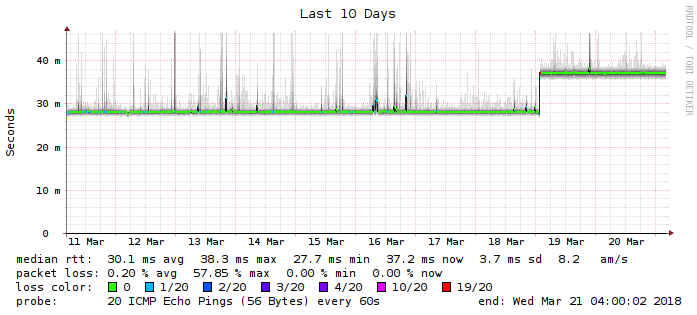 Last 10 Days
RRDTOOL / TOBI OETIKER
Seconds
40 m
30 m
20 m
10 m
0
11 Mar 12 Mar 13 Mar 14 Mar 15 Mar 16 Mar 17 Mar 18 Mar 19 Mar 20 Mar
median rtt: 30.1 ms avg 38.3 ms max 27.7 ms min 37.2 ms now 3.7 ms sd 8.2 am/s
packet loss: 0.20 % avg 57.85 % max 0.00 % min 0.00 % now
loss color: 0 1/20 2/20 3/20 4/20 10/20 19/20
probe: 20 ICMP Echo Pings (56 Bytes) every 60s end: Wed Mar 21 04:00:02 2018